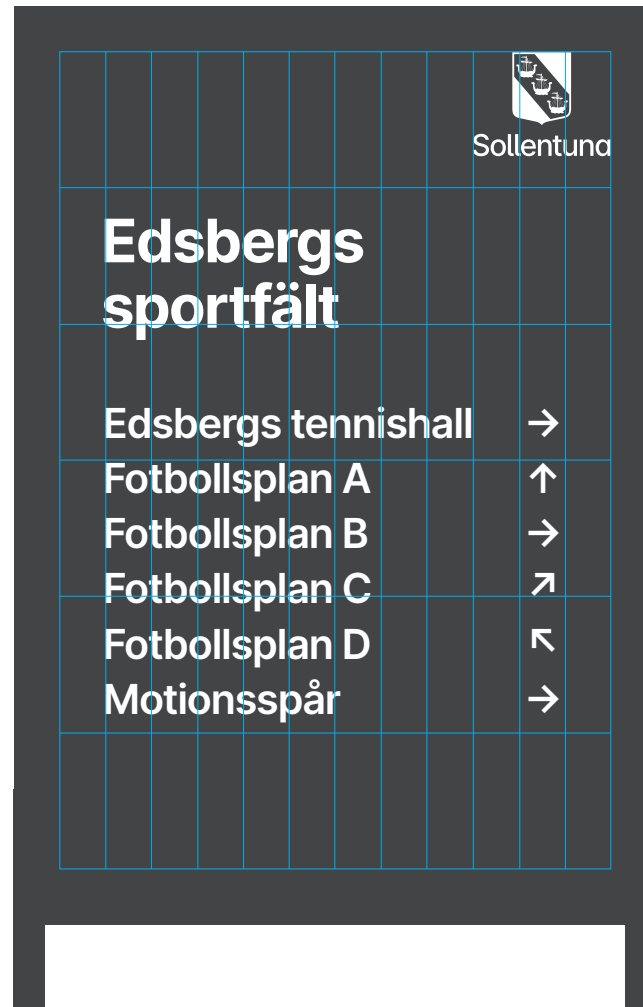 Sollentuna
Edsbergs
sportfält
Edsbergs tennishall →
Fotbollsplan A ↑
Fotbollsplan B →
Fotbollsplan C ↗
Fotbollsplan D ↖
Motionsspår →